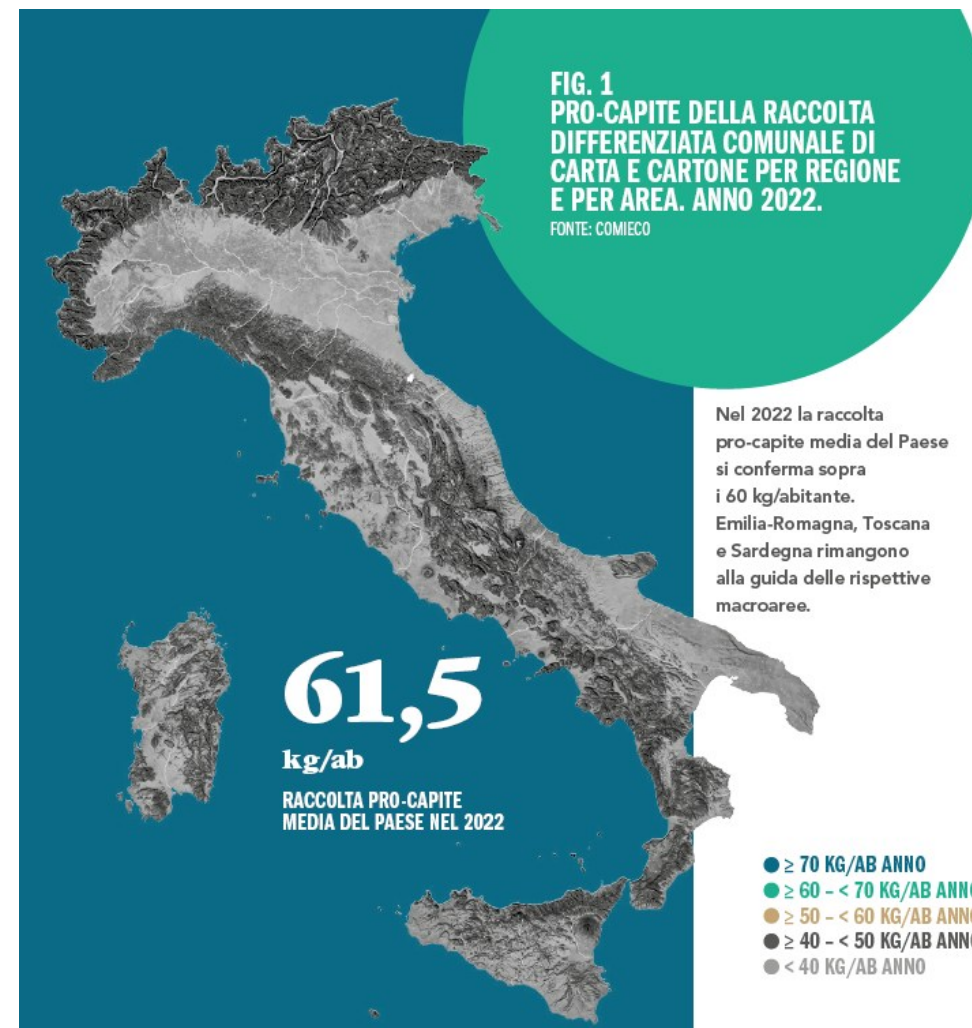 FIG. 1
PRO-CAPITE DELLA RACCOLTA
DIFFERENZIATA COMUNALE DI
CARTA E CARTONE PER REGIONE
E PER AREA. ANNO 2022.
FONTE: COMIECO
Nel 2022 la raccolta
pro-capite media del Paese
si conferma sopra
i 60 kg/abitante.
Emilia-Romagna, Toscana
e Sardegna rimangono
alla guida delle rispettive
macroaree.
61,5
kg/ab
RACCOLTA PRO-CAPITE
MEDIA DEL PAESE NEL 2022
≥ 70 KG/AB ANNO
≥ 60 – < 70 KG/AB ANNO
≥ 50 – < 60 KG/AB ANNO
≥ 40 – < 50 KG/AB ANNO
< 40 KG/AB ANNO